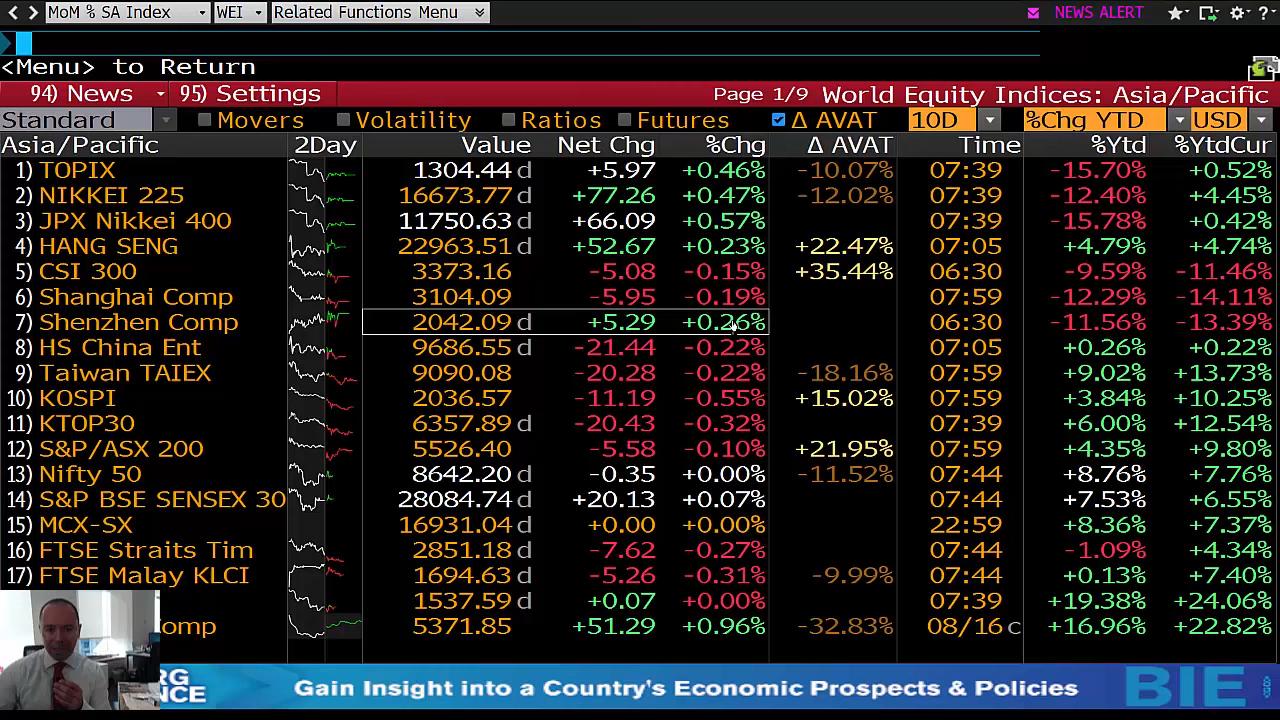 MoM % SA Index WEI Related Functions Menu NEWS ALERT ?
<Menu> to Return
94) News 95) Settings Page 1/9 World Equity Indices: Asia/Pacific
Standard Movers Volatility Ratios Futures Δ AVAT 10D %Chg YTD USD
Asia/Pacific 2Day Value Net Chg %Chg Δ AVAT Time %Ytd %YtdCur
1) TOPIX 1304.44 d +5.97 +0.46% -10.07% 07:39 -15.70% +0.52%
2) NIKKEI 225 16673.77 d +77.26 +0.47% -12.02% 07:39 -12.40% +4.45%
3) JPX Nikkei 400 11750.63 d +66.09 +0.57% 07:39 -15.78% +0.42%
4) HANG SENG 22963.51 d +52.67 +0.23% +22.47% 07:05 +4.79% +4.74%
5) CSI 300 3373.16 -5.08 -0.15% +35.44% 06:30 -9.59% -11.46%
6) Shanghai Comp 3104.09 -5.95 -0.19% 07:59 -12.29% -14.11%
7) Shenzhen Comp 2042.09 d +5.29 +0.26% 06:30 -11.56% -13.39%
8) HS China Ent 9686.55 d -21.44 -0.22% 07:05 +0.26% +0.22%
9) Taiwan TAIEX 9090.08 -20.28 -0.22% -18.16% 07:59 +9.02% +13.73%
10) KOSPI 2036.57 -11.19 -0.55% +15.02% 07:59 +3.84% +10.25%
11) KTOP30 6357.89 d -20.43 -0.32% 07:59 +6.00% +12.54%
12) S&P/ASX 200 5526.40 -5.58 -0.10% +21.95% 07:59 +4.35% +9.80%
13) Nifty 50 8642.20 d -0.35 +0.00% -11.52% 07:44 +8.76% +7.76%
14) S&P BSE SENSEX 30 28084.74 d +20.13 +0.07% 07:44 +7.53% +6.55%
15) MCX-SX 16931.04 d +0.00 +0.00% 22:59 +8.36% +7.37%
16) FTSE Straits Tim 2851.18 d -7.62 -0.27% 07:44 -1.09% +4.34%
17) FTSE Malay KLCI 1694.63 d -5.26 -0.31% -9.99% 07:44 +0.13% +7.40%
1537.59 d +0.07 +0.00% 07:39 +19.38% +24.06%
omp 5371.85 +51.29 +0.96% -32.83% 08/16 c +16.96% +22.82%
RG
ENCE Gain Insight into a Country's Economic Prospects & Policies BIE